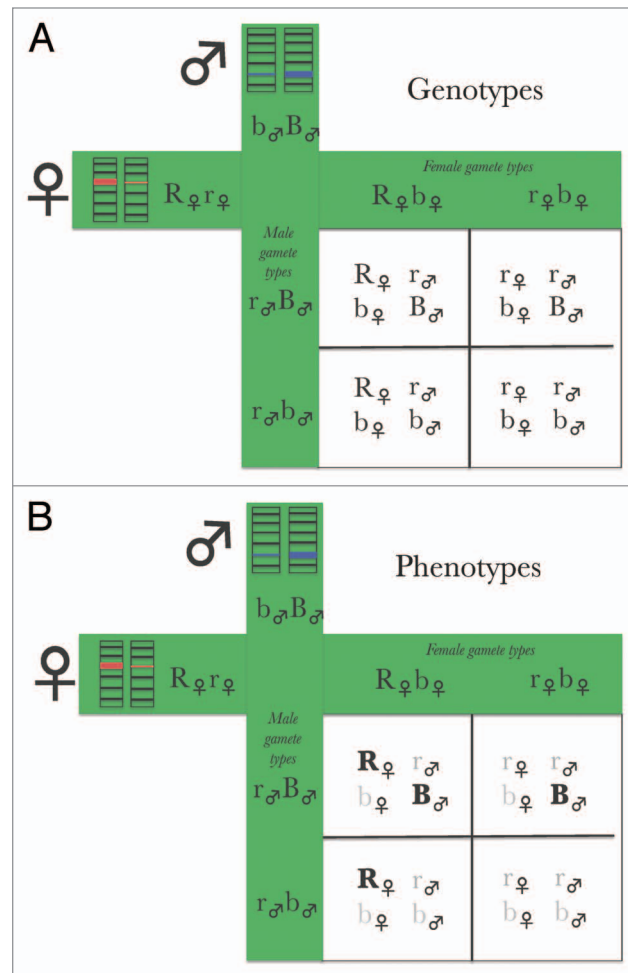 A
♂
Genotypes
b♂B♂
♀
R♀r♀
Female gamete types
R♀b♀ r♀b♀
Male
gamete
types
r♂B♂
R♀ r♂ r♀ r♂
b♀ B♂ b♀ B♂
r♂b♂
R♀ r♂ r♀ r♂
b♀ b♂ b♀ b♂
B
♂
Phenotypes
b♂B♂
♀
R♀r♀
Female gamete types
R♀b♀ r♀b♀
Male
gamete
types
r♂B♂
R♀ r♂ r♀ r♂
b♀ B♂ b♀ B♂
r♂b♂
R♀ r♂ r♀ r♂
b♀ b♂ b♀ b♂